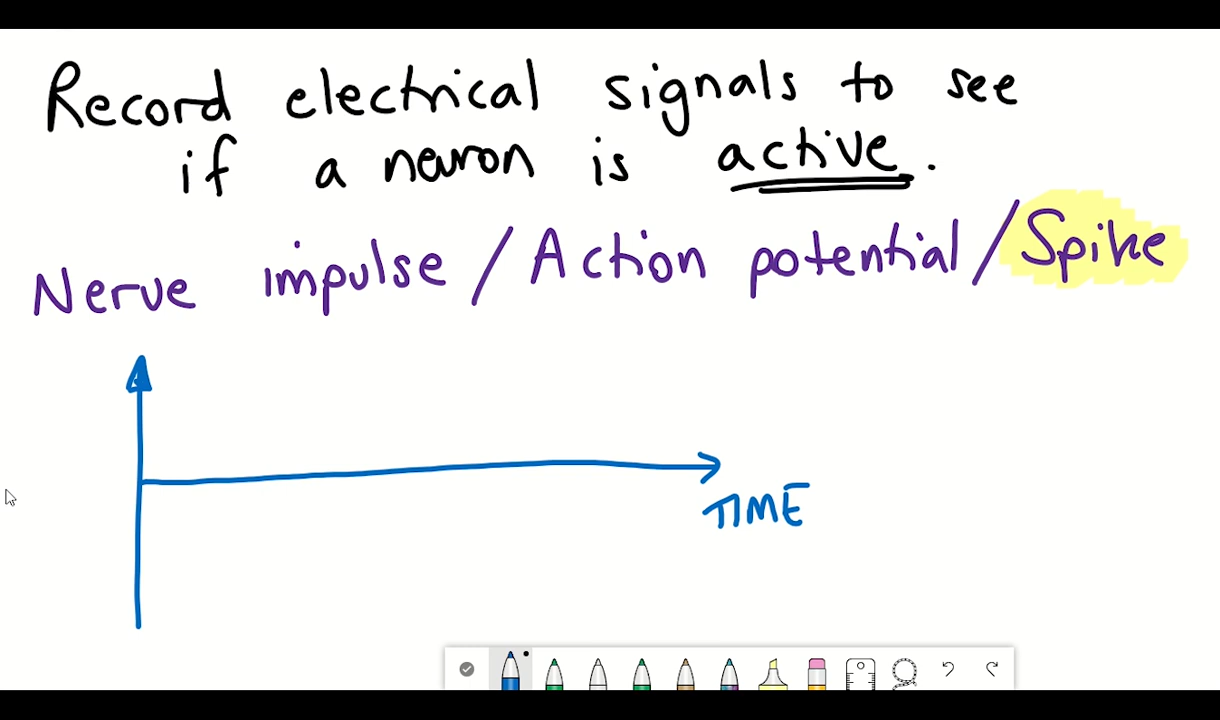 Record electrical signals to see
if a neuron is active.
Nerve impulse / Action potential / Spike
TIME